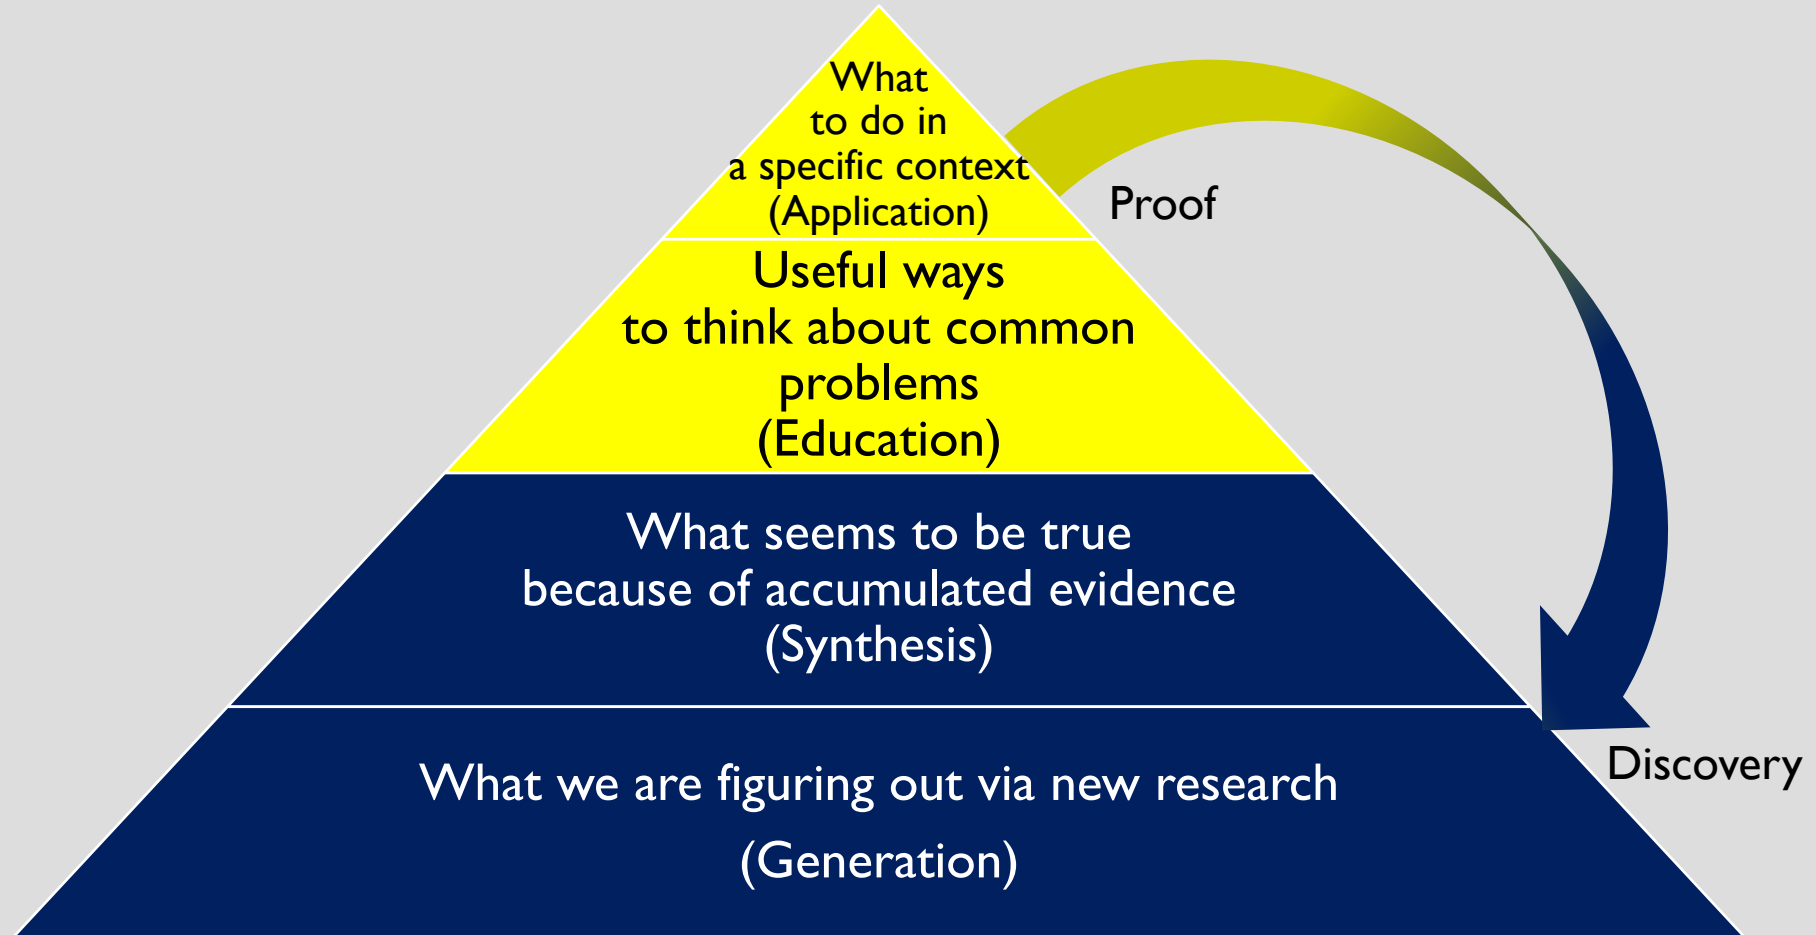 What
to do in
a specific context
(Application)
Proof
Useful ways
to think about common
problems
(Education)
What seems to be true
because of accumulated evidence
(Synthesis)
What we are figuring out via new research
(Generation)
Discovery